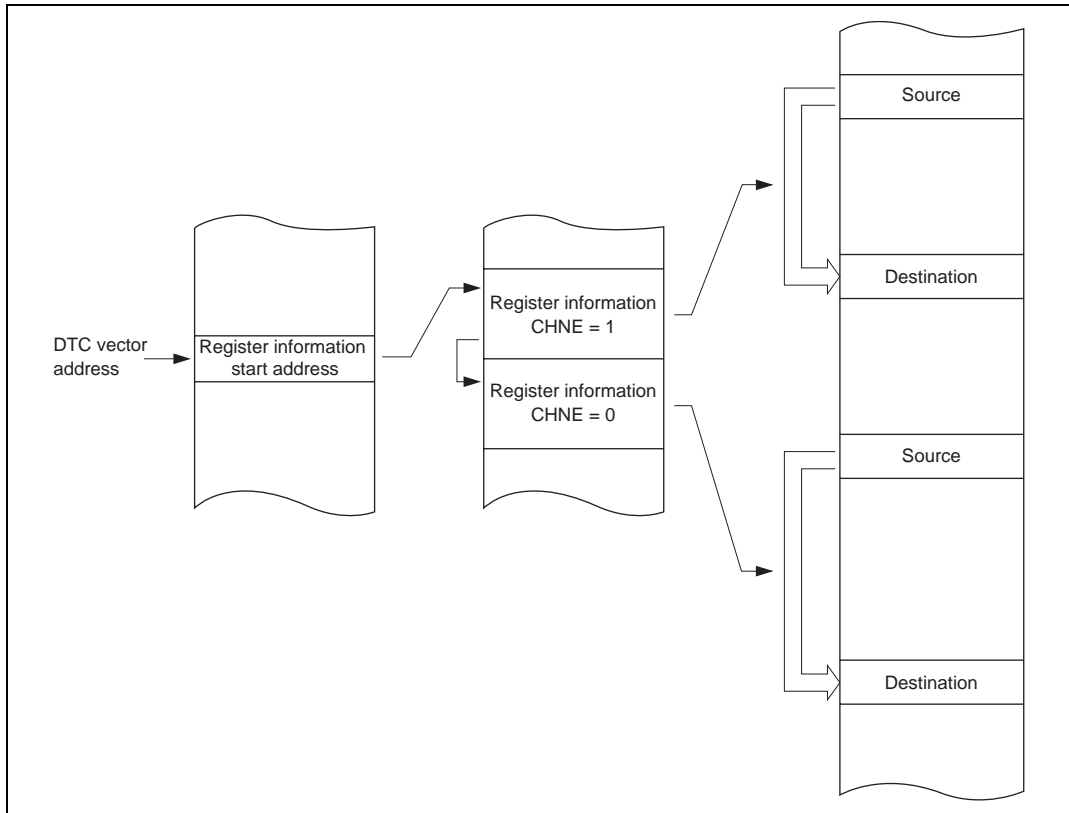 DTC vector
address
Register information
start address
Register information
CHNE = 1
Register information
CHNE = 0
Source
Destination
Source
Destination